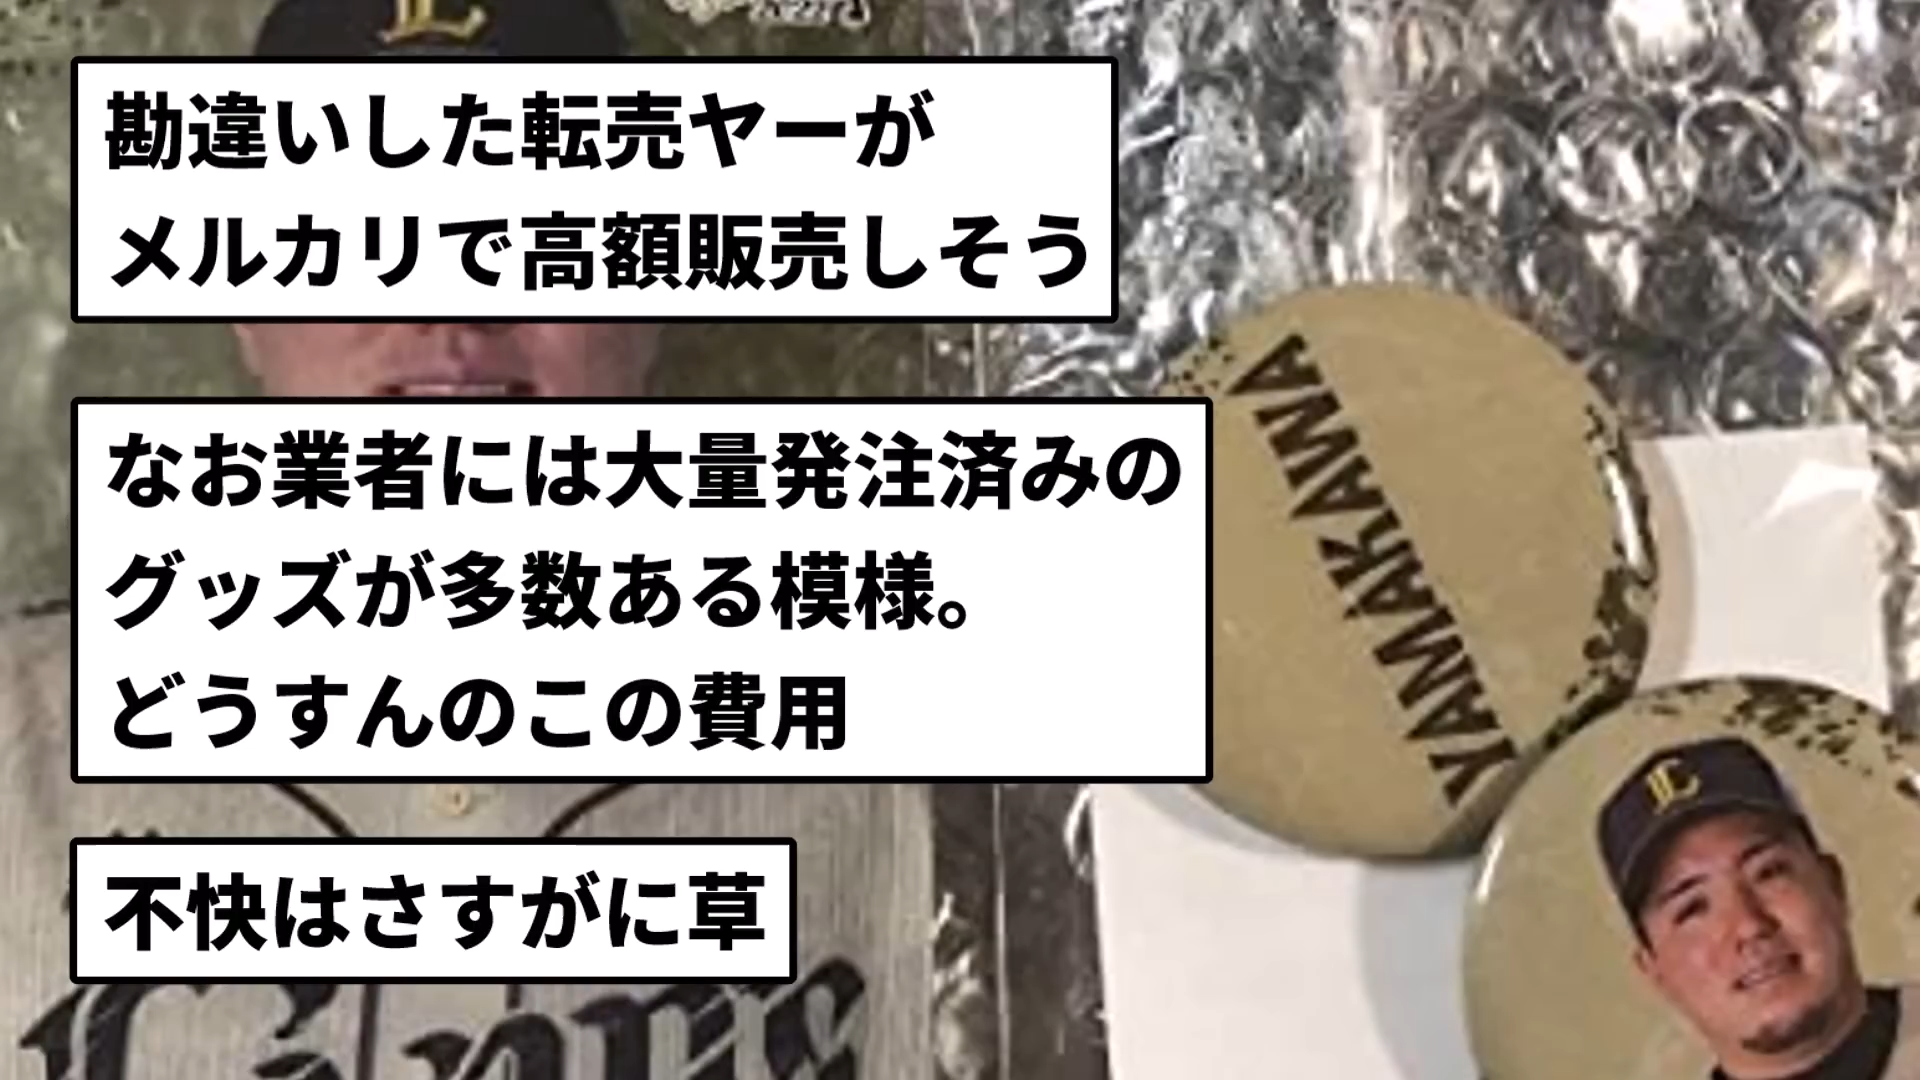 勘違いした転売ヤーが
メルカリで高額販売しそう
なお業者には大量発注済みの
グッズが多数ある模様。
どうすんのこの費用
不快はさすがに草
YAMAKAWA
L
L